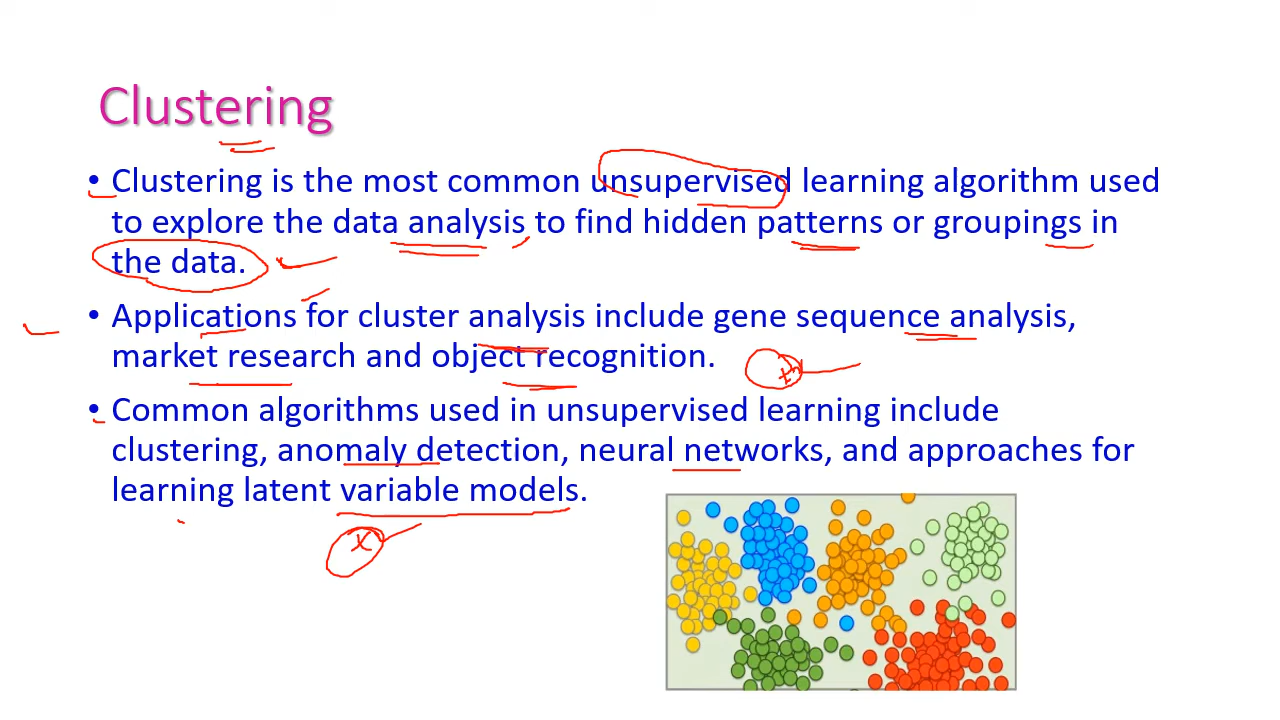 Clustering
• Clustering is the most common unsupervised learning algorithm used
to explore the data analysis to find hidden patterns or groupings in
the data.
• Applications for cluster analysis include gene sequence analysis,
market research and object recognition.
• Common algorithms used in unsupervised learning include
clustering, anomaly detection, neural networks, and approaches for
learning latent variable models.
x